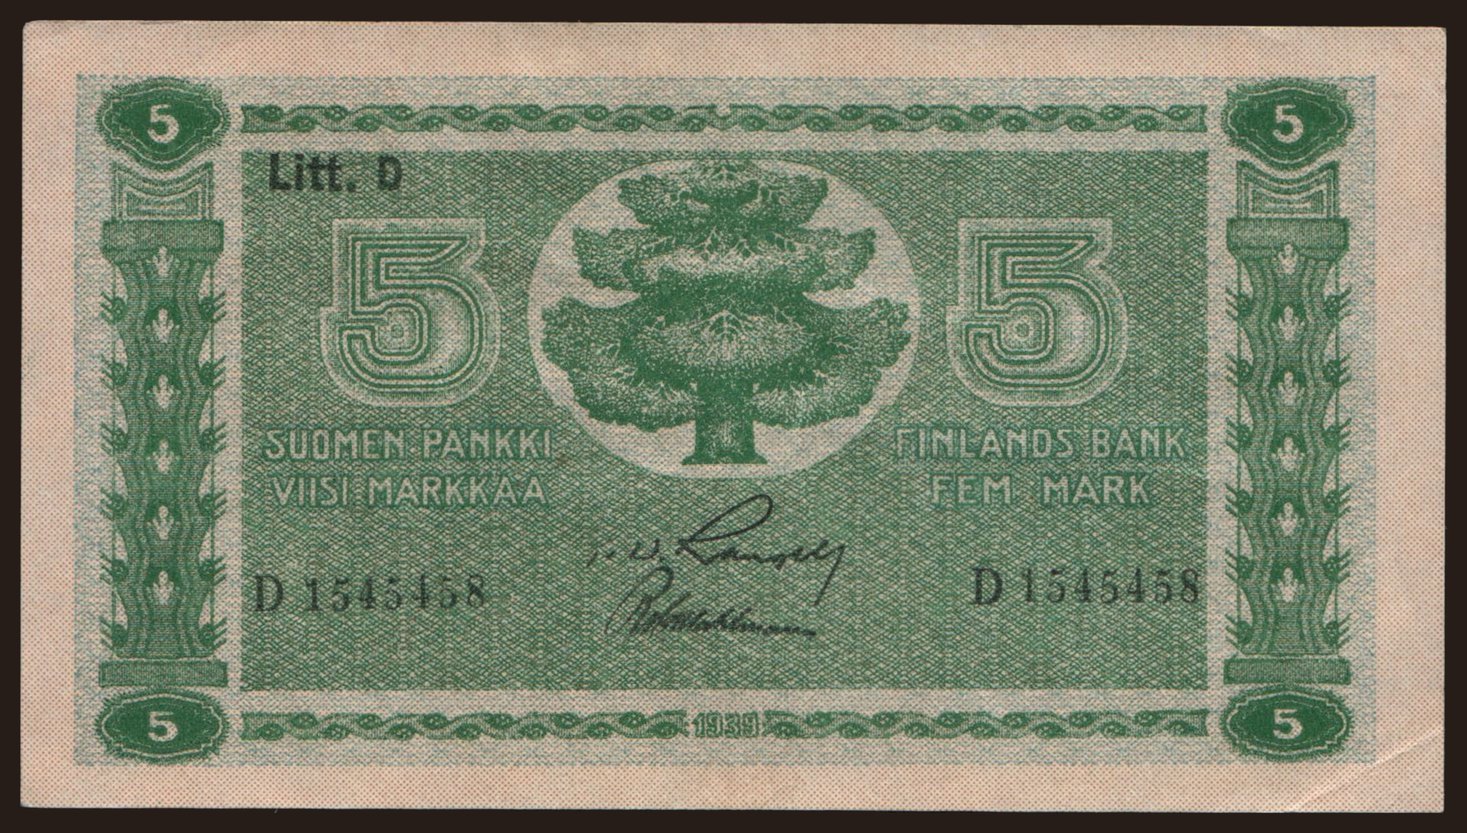 5 5
Litt. D
5 5
SUOMEN PANKKI FINLANDS BANK
VIISI MARKKAA FEM MARK
D 1545458 D 1545458
5 1939 5